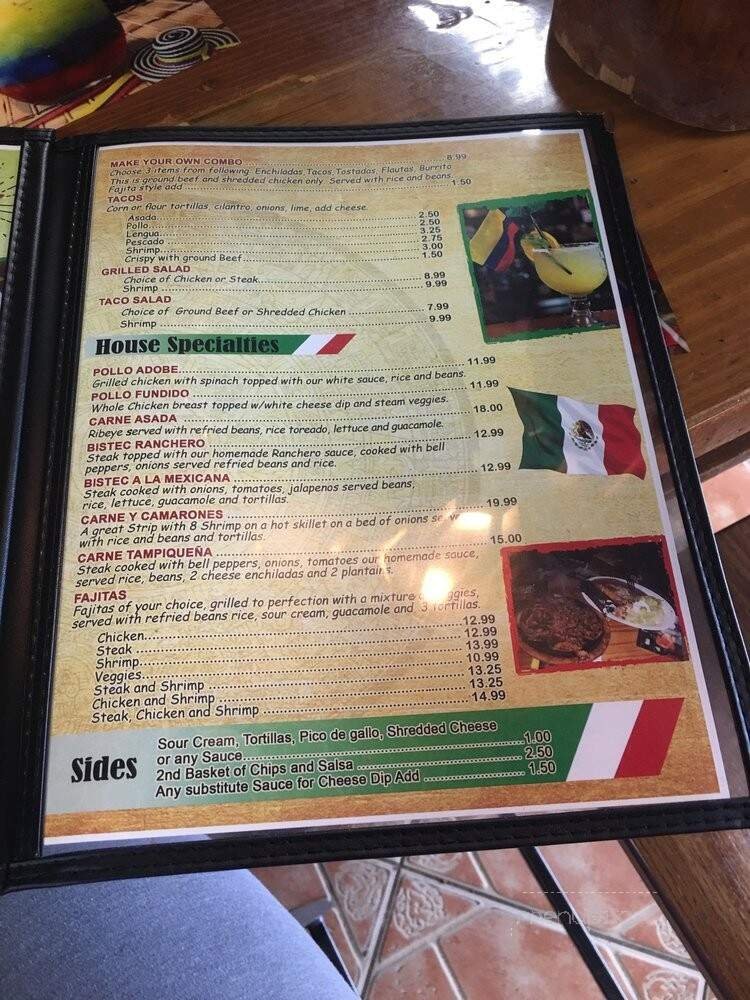 MAKE YOUR OWN COMBO 8.99
Choose 3 items from following. Enchiladas, Tacos, Tostadas, Flautas, Burrito
This is ground beef and shredded chicken only. Served with rice and beans.
Fajita style add 1.50
TACOS
Corn or flour tortillas, cilantro, onions, lime, add cheese.
Asada 2.50
Pollo 2.50
Lengua 3.25
Pescado 2.75
Shrimp 3.00
Crispy with ground Beef 1.50
GRILLED SALAD
Choice of Chicken or Steak 8.99
Shrimp 9.99
TACO SALAD
Choice of Ground Beef or Shredded Chicken 7.99
Shrimp 9.99
House Specialties
POLLO ADOBE 11.99
Grilled chicken with spinach topped with our white sauce, rice and beans.
POLLO FUNDIDO 11.99
Whole Chicken breast topped w/white cheese dip and steam veggies.
CARNE ASADA 18.00
Ribeye served with refried beans, rice toreado, lettuce and guacamole.
BISTEC RANCHERO 12.99
Steak topped with our homemade Ranchero sauce, cooked with bell
peppers, onions served refried beans and rice.
BISTEC A LA MEXICANA 12.99
Steak cooked with onions, tomatoes, jalapenos served beans,
rice, lettuce, guacamole and tortillas.
CARNE Y CAMARONES 19.99
A great Strip with 8 Shrimp on a hot skillet on a bed of onions
with rice and beans and tortillas.
CARNE TAMPIQUEÑA 15.00
Steak cooked with bell peppers, onions, tomatoes our homemade sauce,
served rice, beans, 2 cheese enchiladas and 2 plantains.
FAJITAS
Fajitas of your choice, grilled to perfection with a mixture
served with refried beans rice, sour cream, guacamole and 3 tortillas.
Chicken 12.99
Steak 12.99
Shrimp 13.99
Veggies 10.99
Steak and Shrimp 13.25
Chicken and Shrimp 13.25
Steak, Chicken and Shrimp 14.99
Sides
Sour Cream, Tortillas, Pico de gallo, Shredded Cheese
or any Sauce 1.00
2nd Basket of Chips and Salsa 2.50
Any substitute Sauce for Cheese Dip Add 1.50